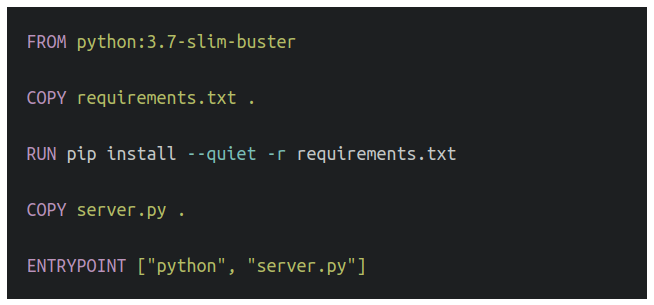 FROM python:3.7-slim-buster
COPY requirements.txt .
RUN pip install --quiet -r requirements.txt
COPY server.py .
ENTRYPOINT ["python", "server.py"]